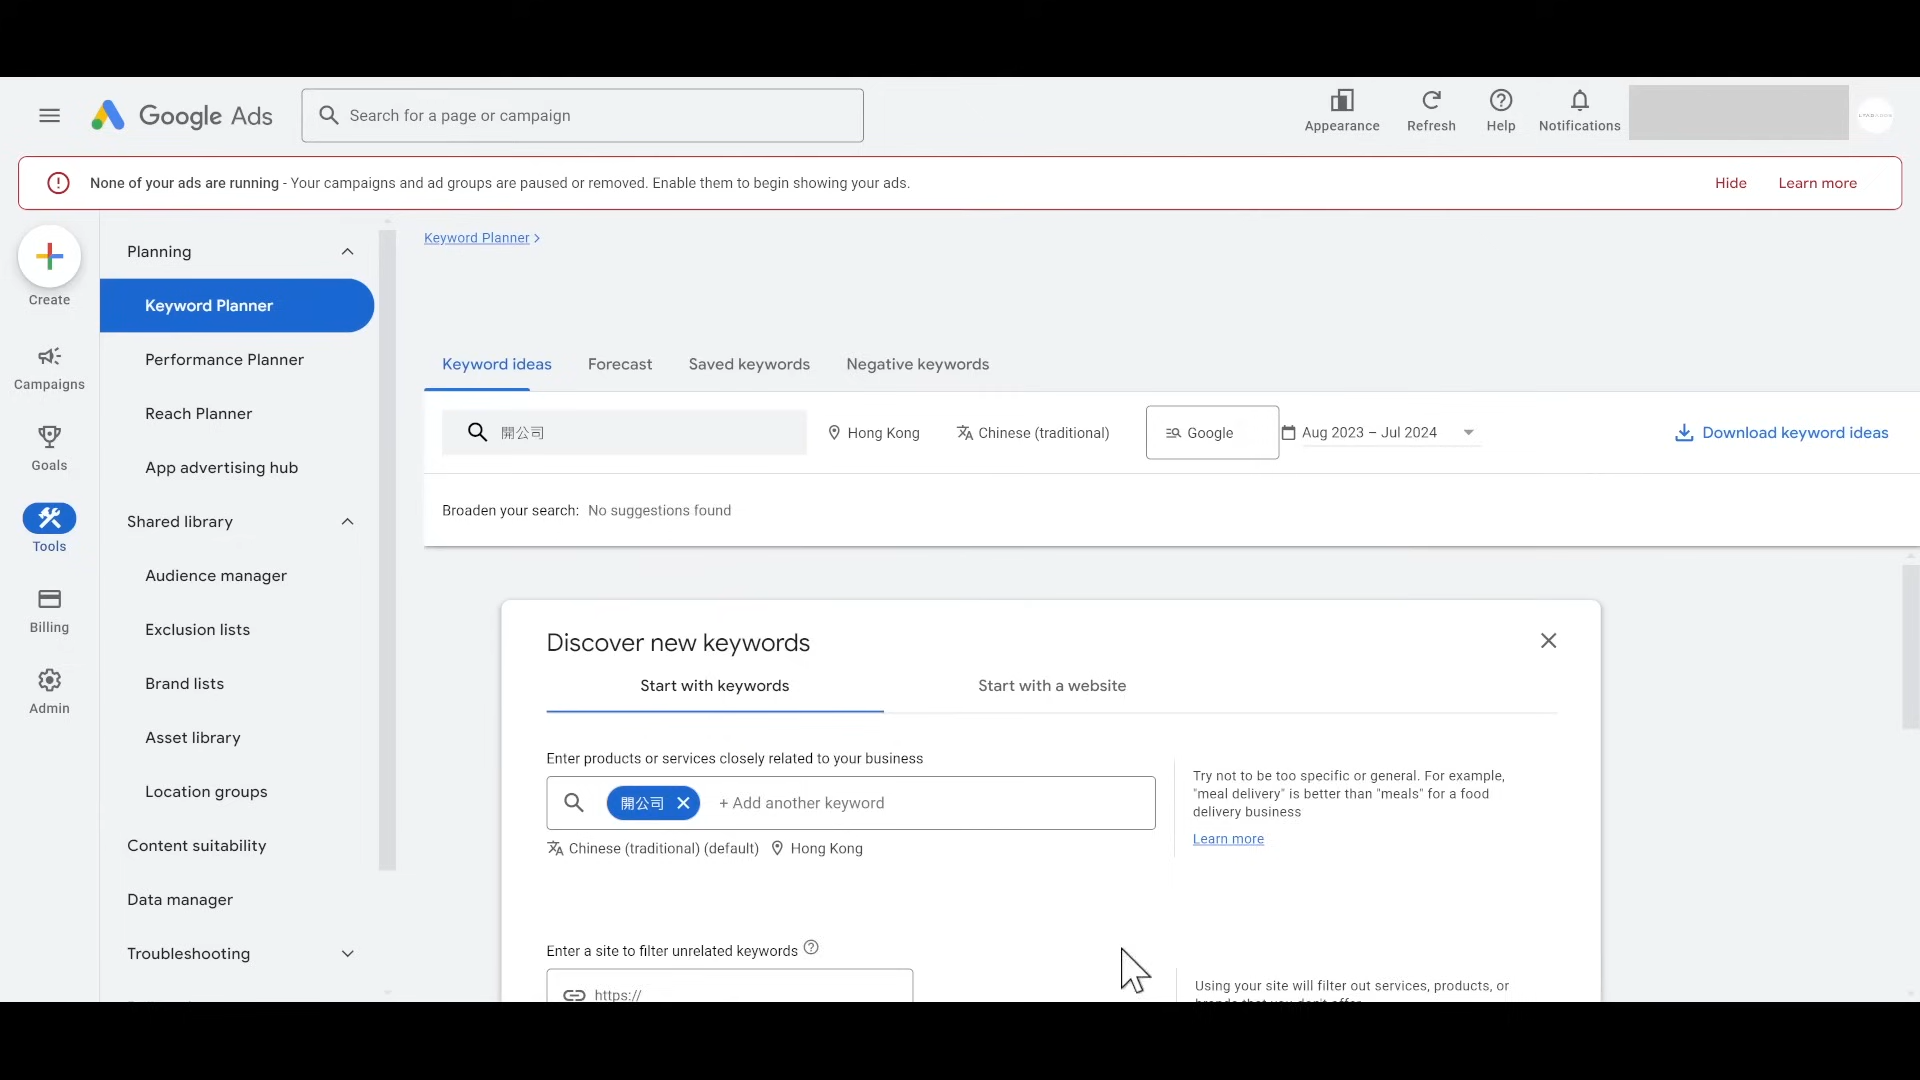 Google Ads
Search for a page or campaign
Appearance
Refresh
Help
Notifications
None of your ads are running - Your campaigns and ad groups are paused or removed. Enable them to begin showing your ads.
Hide
Learn more
Create
Campaigns
Goals
Tools
Billing
Admin
Planning
Keyword Planner
Performance Planner
Reach Planner
App advertising hub
Shared library
Audience manager
Exclusion lists
Brand lists
Asset library
Location groups
Content suitability
Data manager
Troubleshooting
Keyword Planner
Keyword ideas
Forecast
Saved keywords
Negative keywords
開公司
Hong Kong
Chinese (traditional)
Google
Aug 2023 – Jul 2024
Download keyword ideas
Broaden your search: No suggestions found
Discover new keywords
Start with keywords
Start with a website
Enter products or services closely related to your business
開公司
+ Add another keyword
Chinese (traditional) (default)
Hong Kong
Try not to be too specific or general. For example,
"meal delivery" is better than "meals" for a food
delivery business
Learn more
Enter a site to filter unrelated keywords
https://
Using your site will filter out services, products, or